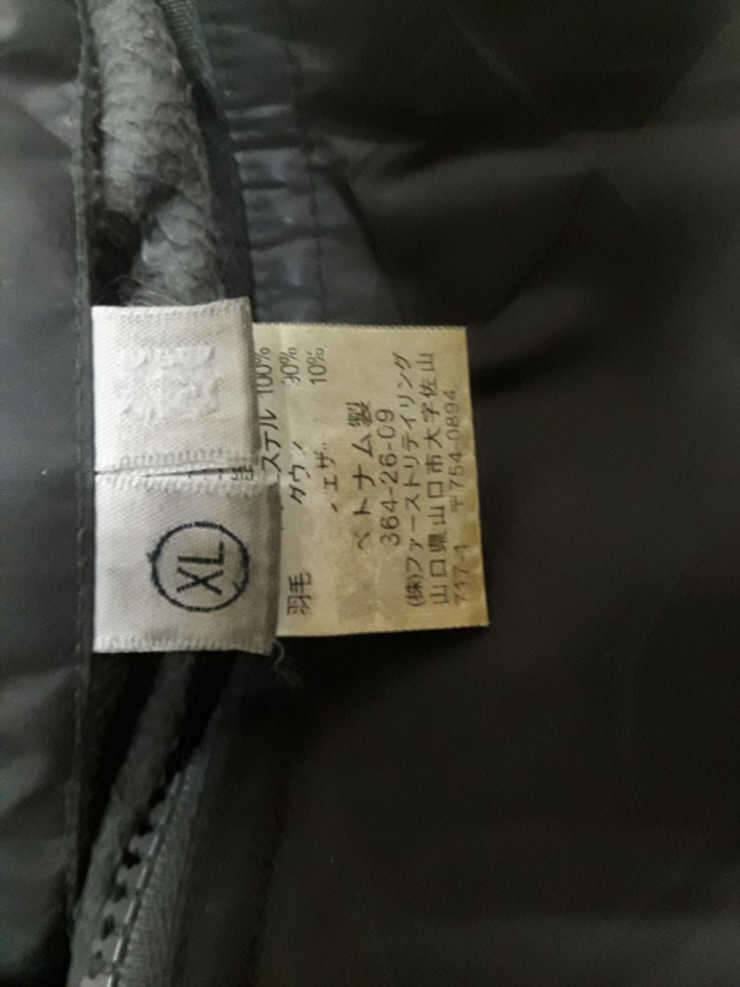 XL
ステル 100%
ダウン 90%
ェザ 10%
羽毛
ベトナム製
364-26-09
(株)ファーストリテイリング
山口県山口市大字佐山
717-1 〒754-0894